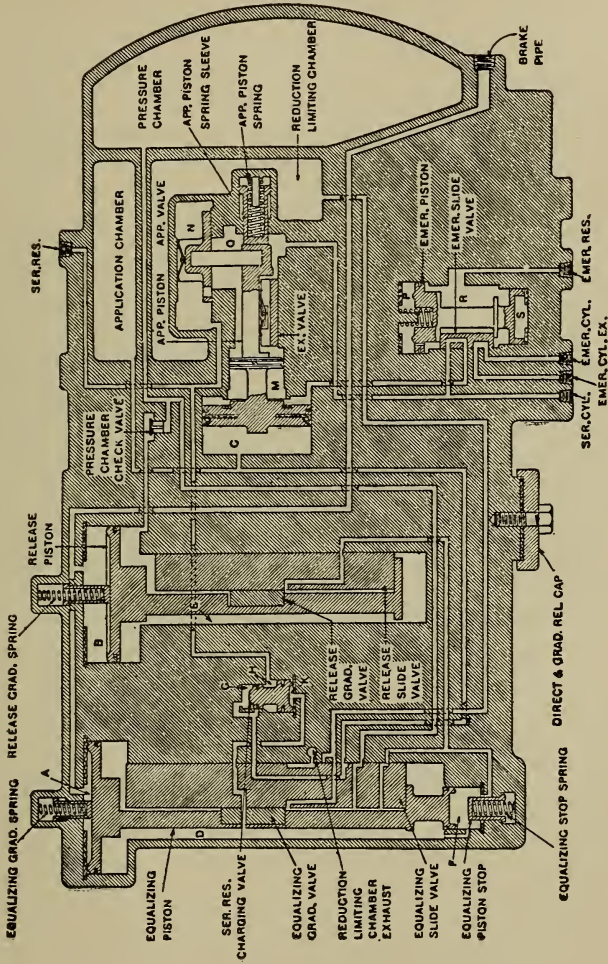 EQUALIZING GRAD. SPRING
RELEASE GRAD. SPRING
RELEASE
PISTON
PRESSURE
CHAMBER
CHECK VALVE
SER. RES.
APPLICATION CHAMBER
APP. PISTON
APP. VALVE
PRESSURE
CHAMBER
APP. PISTON
SPRING SLEEVE
APP. PISTON
SPRING
REDUCTION
LIMITING CHAMBER
A
B
C
D
E
F
G
H
K
M
N
O
P
R
S
EX. VALVE
EMER. PISTON
EMER. SLIDE
VALVE
BRAKE
PIPE
EQUALIZING
PISTON
SER. RES.
CHARGING VALVE
EQUALIZING
GRAD. VALVE
REDUCTION
LIMITING
CHAMBER
EXHAUST
EQUALIZING
SLIDE VALVE
EQUALIZING
PISTON STOP
EQUALIZING STOP SPRING
RELEASE
GRAD.
VALVE
RELEASE
SLIDE
VALVE
DIRECT & GRAD. REL CAP
SER. CYL.
EMER. CYL. EX.
EMER. CYL.
EMER. RES.